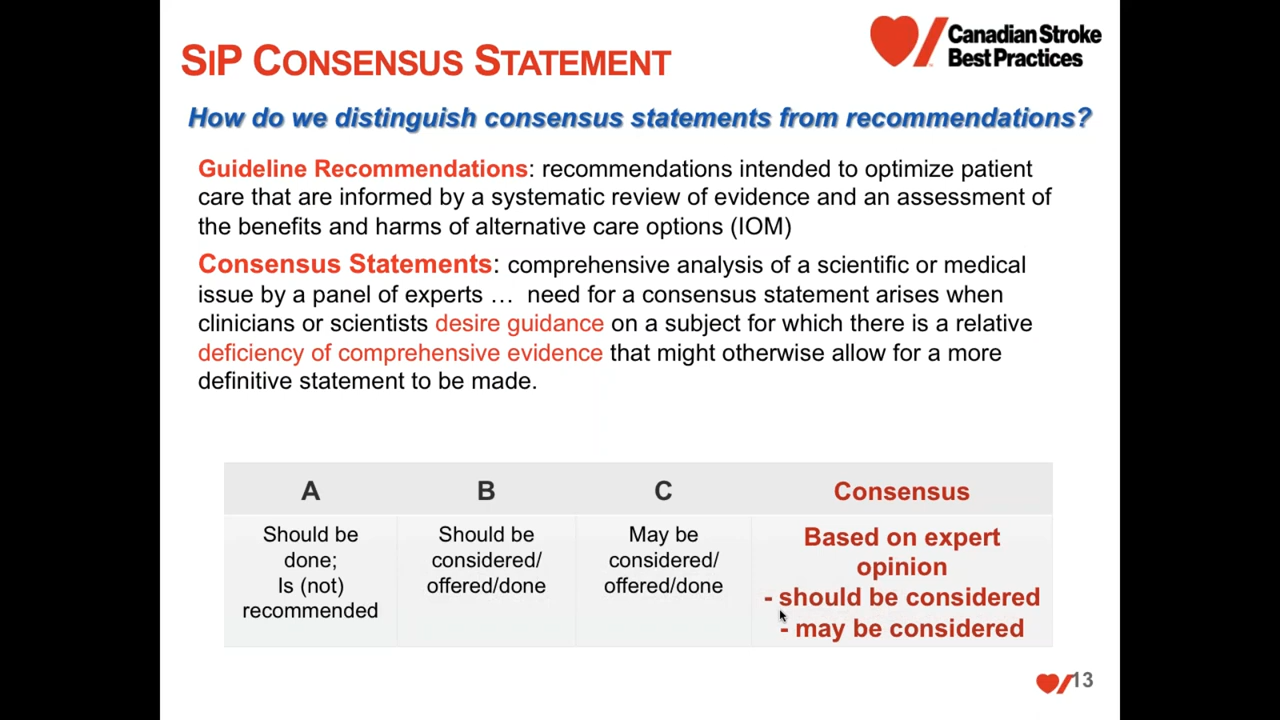 SIP CONSENSUS STATEMENT
Canadian Stroke
Best Practices
How do we distinguish consensus statements from recommendations?
Guideline Recommendations: recommendations intended to optimize patient
care that are informed by a systematic review of evidence and an assessment of
the benefits and harms of alternative care options (IOM)
Consensus Statements: comprehensive analysis of a scientific or medical
issue by a panel of experts … need for a consensus statement arises when
clinicians or scientists desire guidance on a subject for which there is a relative
deficiency of comprehensive evidence that might otherwise allow for a more
definitive statement to be made.
A B C Consensus
Should be
done;
Is (not)
recommended
Should be
considered/
offered/done
May be
considered/
offered/done
Based on expert
opinion
- should be considered
- may be considered
13